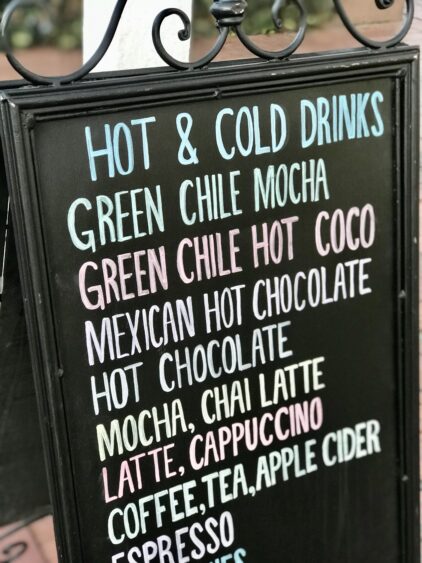 HOT & COLD DRINKS
GREEN CHILE MOCHA
GREEN CHILE HOT COCO
MEXICAN HOT CHOCOLATE
HOT CHOCOLATE
MOCHA, CHAI LATTE
LATTE, CAPPUCCINO
COFFEE, TEA, APPLE CIDER
ESPRESSO